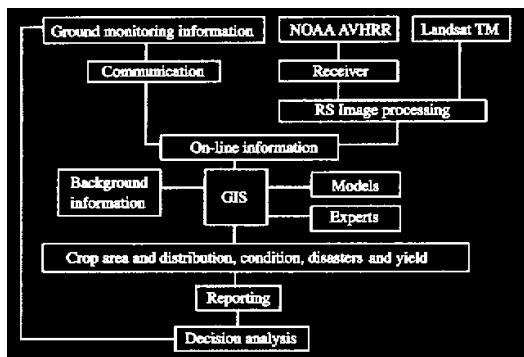 Ground monitoring information
NOAA AVHRR
Landsat TM
Communication
Receiver
RS Image processing
On-line information
Background
information
GIS
Models
Experts
Crop area and distribution, condition, disasters and yield
Reporting
Decision analysis